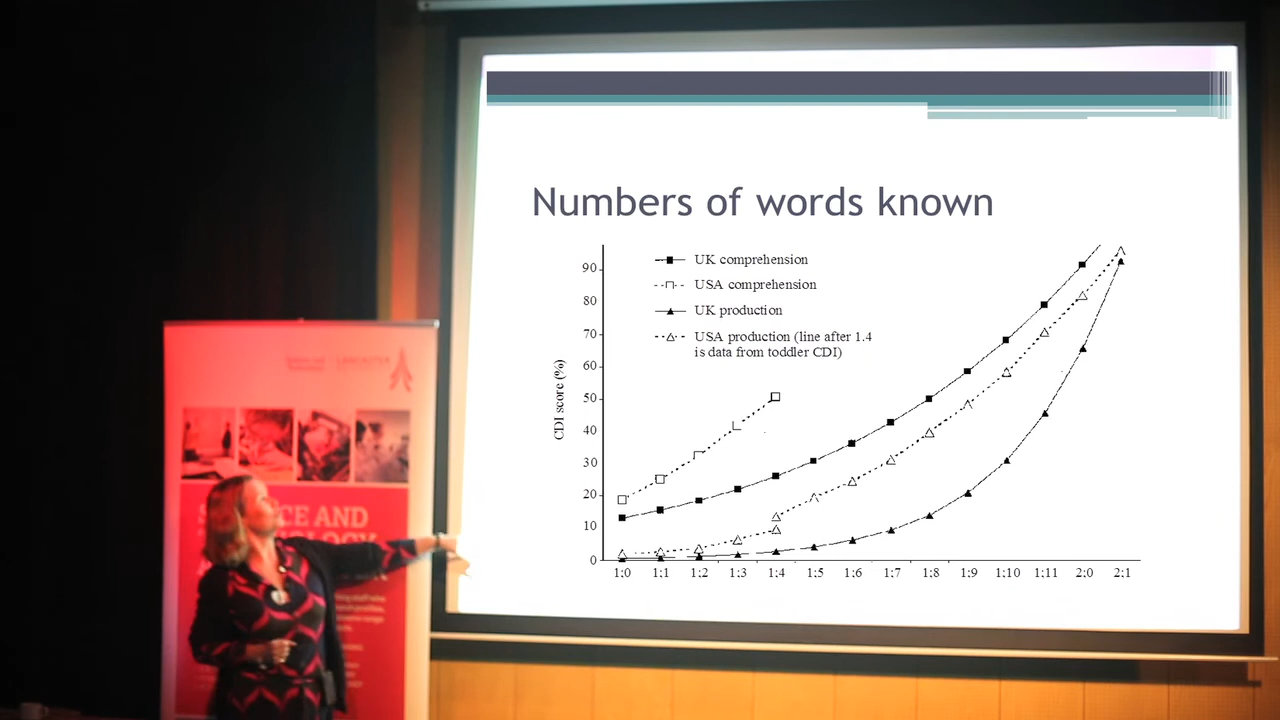 Numbers of words known
UK comprehension
USA comprehension
UK production
USA production (line after 1.4
is data from toddler CDI)
CDI score (%)
90
80
70
60
50
40
30
20
10
0
1:0 1:1 1:2 1:3 1:4 1:5 1:6 1:7 1:8 1:9 1:10 1:11 2:0 2:1
CE AND